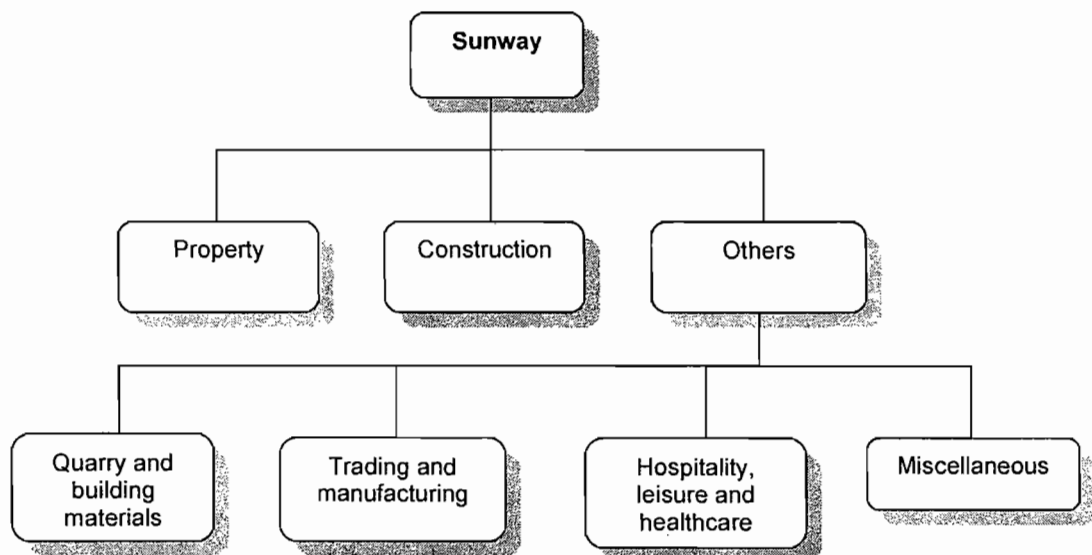 Sunway
Property
Construction
Others
Quarry and
building
materials
Trading and
manufacturing
Hospitality,
leisure and
healthcare
Miscellaneous